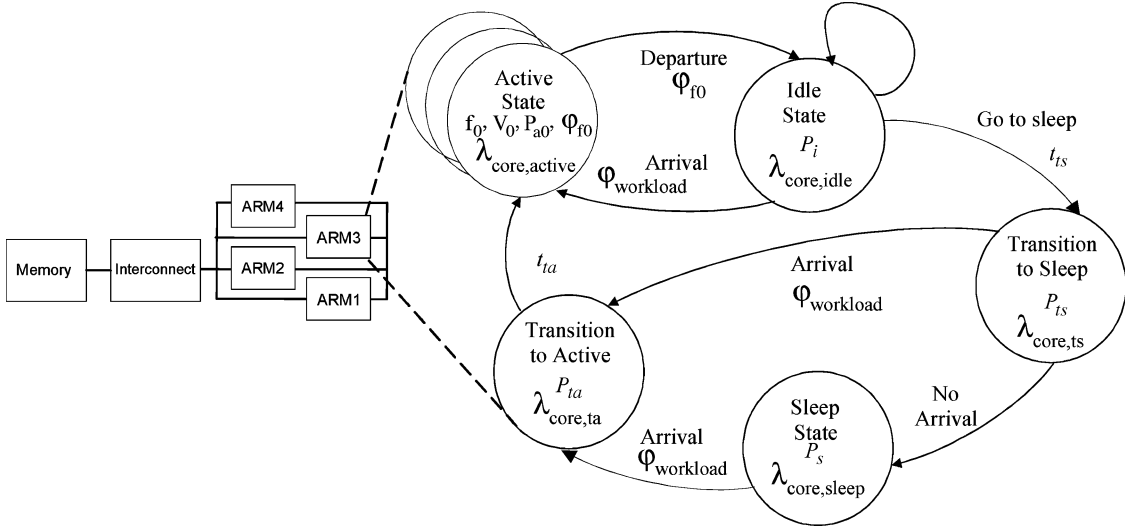 Memory
Interconnect
ARM4
ARM3
ARM2
ARM1
Active
State
f0, V0, Pa0, φf0
λcore,active
Departure
φf0
Idle
State
Pi
λcore,idle
Arrival
φworkload
Go to sleep
tts
Transition
to Sleep
Pts
λcore,ts
Arrival
φworkload
tta
Transition
to Active
Pta
λcore,ta
No
Arrival
Sleep
State
Ps
λcore,sleep
Arrival
φworkload